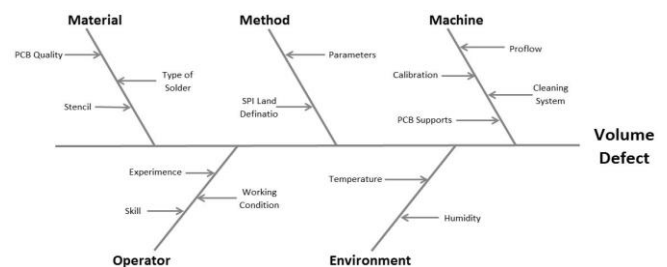 Material
Method
Machine
PCB Quality
Type of
Solder
Stencil
Parameters
SPI Land
Definatio
Proflow
Calibration
Cleaning
System
PCB Supports
Volume
Defect
Experimence
Working
Condition
Skill
Temperature
Humidity
Operator
Environment